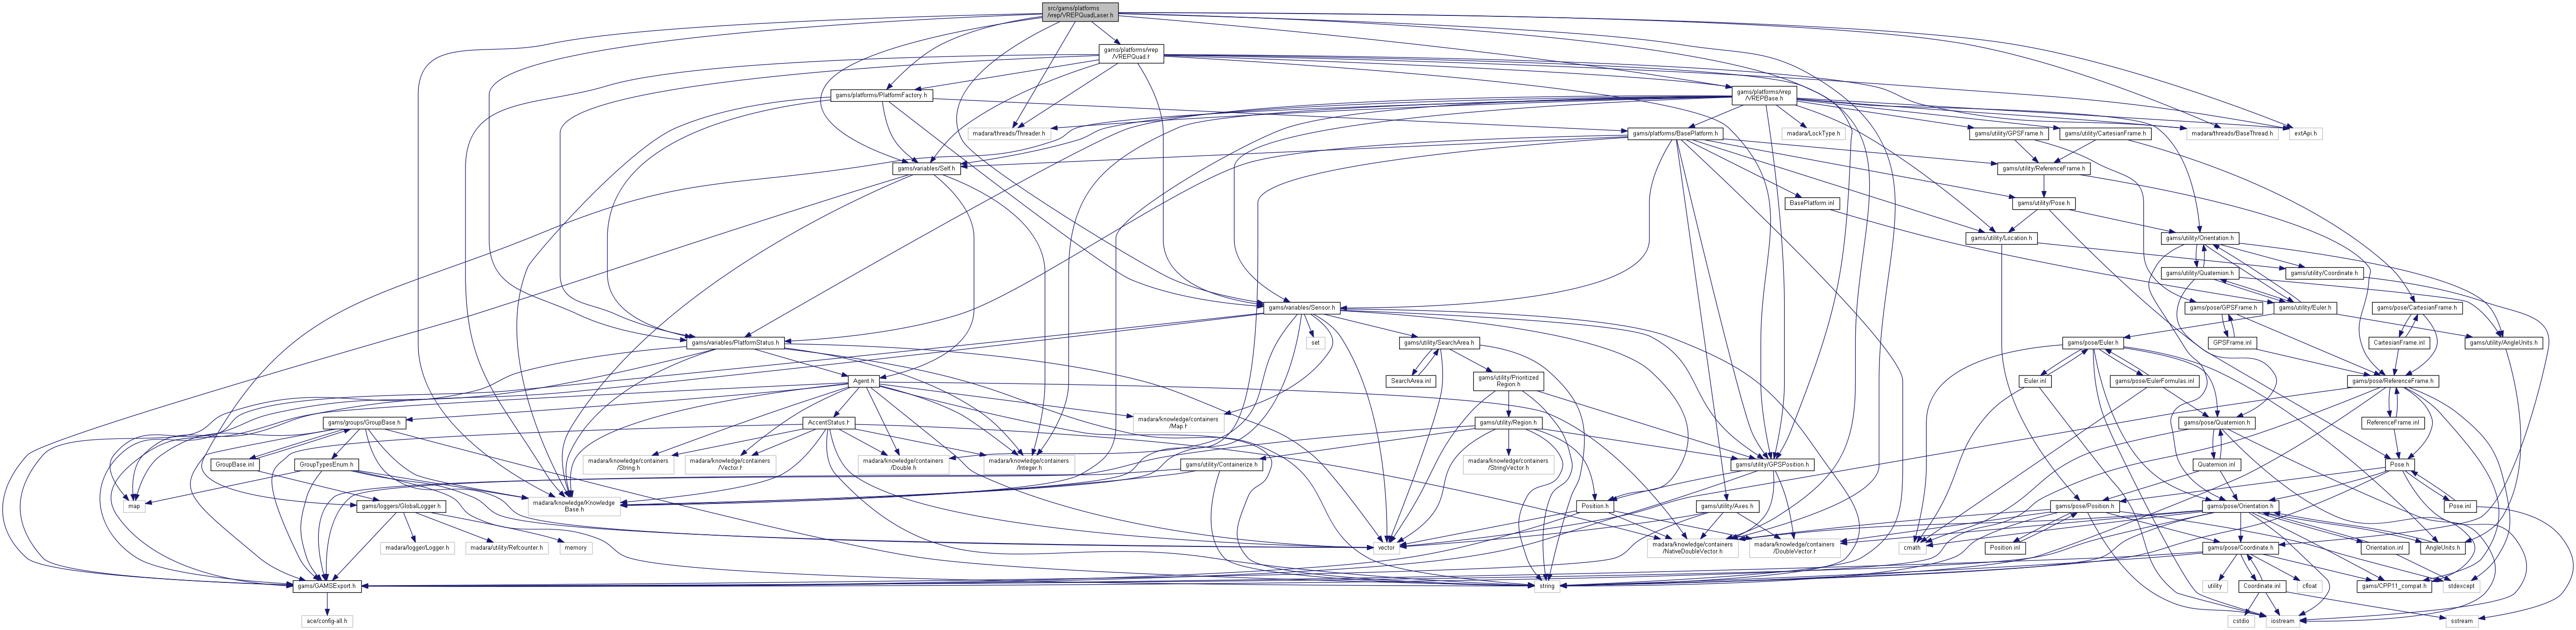 src/gams/platforms
/vrep/VREPQuadLaser.h
gams/platforms/vrep
/VREPQuad.h
gams/platforms/PlatformFactory.h
gams/platforms/vrep
/VREPBase.h
madara/threads/Threader.h
gams/platforms/BasePlatform.h
madara/LockType.h
gams/utility/GPSFrame.h
gams/utility/CartesianFrame.h
madara/threads/BaseThread.h
extApi.h
gams/variables/Self.h
gams/utility/ReferenceFrame.h
BasePlatform.inl
gams/utility/Pose.h
gams/utility/Location.h
gams/utility/Orientation.h
gams/utility/Quaternion.h
gams/utility/Coordinate.h
gams/variables/Sensor.h
gams/pose/GPSFrame.h
gams/utility/Euler.h
gams/pose/CartesianFrame.h
gams/variables/PlatformStatus.h
set
gams/utility/SearchArea.h
gams/pose/Euler.h
GPSFrame.inl
CartesianFrame.inl
gams/utility/AngleUnits.h
Agent.h
SearchArea.inl
gams/utility/Prioritized
Region.h
Euler.inl
gams/pose/EulerFormulas.inl
gams/pose/ReferenceFrame.h
gams/groups/GroupBase.h
AccentStatus.h
madara/knowledge/containers
/Map.h
gams/utility/Region.h
gams/pose/Quaternion.h
ReferenceFrame.inl
GroupBase.inl
GroupTypesEnum.h
madara/knowledge/containers
/String.h
madara/knowledge/containers
/Vector.h
madara/knowledge/containers
/Double.h
madara/knowledge/containers
/Integer.h
gams/utility/Containerize.h
madara/knowledge/containers
/StringVector.h
gams/utility/GPSPosition.h
Quaternion.inl
Pose.h
map
gams/loggers/GlobalLogger.h
madara/knowledge/Knowledge
Base.h
Position.h
gams/utility/Axes.h
gams/pose/Position.h
gams/pose/Orientation.h
Pose.inl
madara/logger/Logger.h
madara/utility/Refcounter.h
memory
vector
madara/knowledge/containers
/NativeDoubleVector.h
madara/knowledge/containers
/DoubleVector.h
cmath
Position.inl
gams/pose/Coordinate.h
Orientation.inl
AngleUnits.h
gams/GAMSExport.h
string
utility
Coordinate.inl
cfloat
gams/CPP11_compat.h
stdexcept
ace/config-all.h
cstdio
iostream
sstream